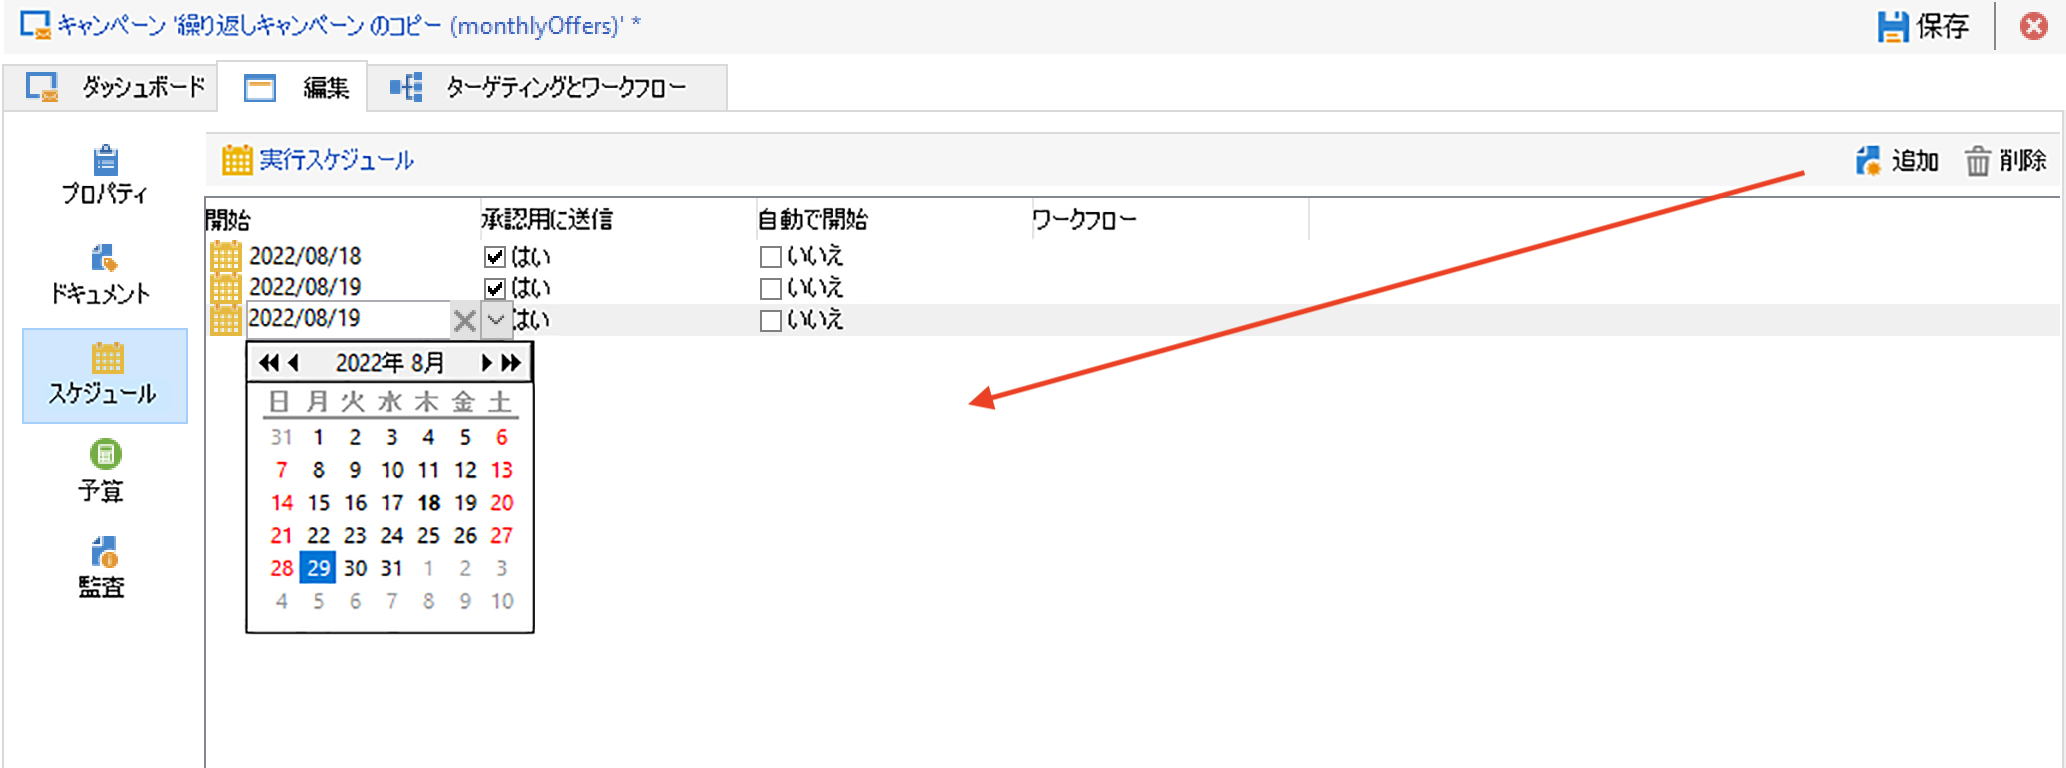 キャンペーン '繰り返しキャンペーン のコピー (monthlyOffers)' *
保存
ダッシュボード 編集 ターゲティングとワークフロー
プロパティ
ドキュメント
スケジュール
予算
監査
実行スケジュール
追加 削除
開始 承認用に送信 自動で開始 ワークフロー
2022/08/18 はい いいえ
2022/08/19 はい いいえ
2022/08/19 はい いいえ
2022年 8月
日 月 火 水 木 金 土
31 1 2 3 4 5 6
7 8 9 10 11 12 13
14 15 16 17 18 19 20
21 22 23 24 25 26 27
28 29 30 31 1 2 3
4 5 6 7 8 9 10